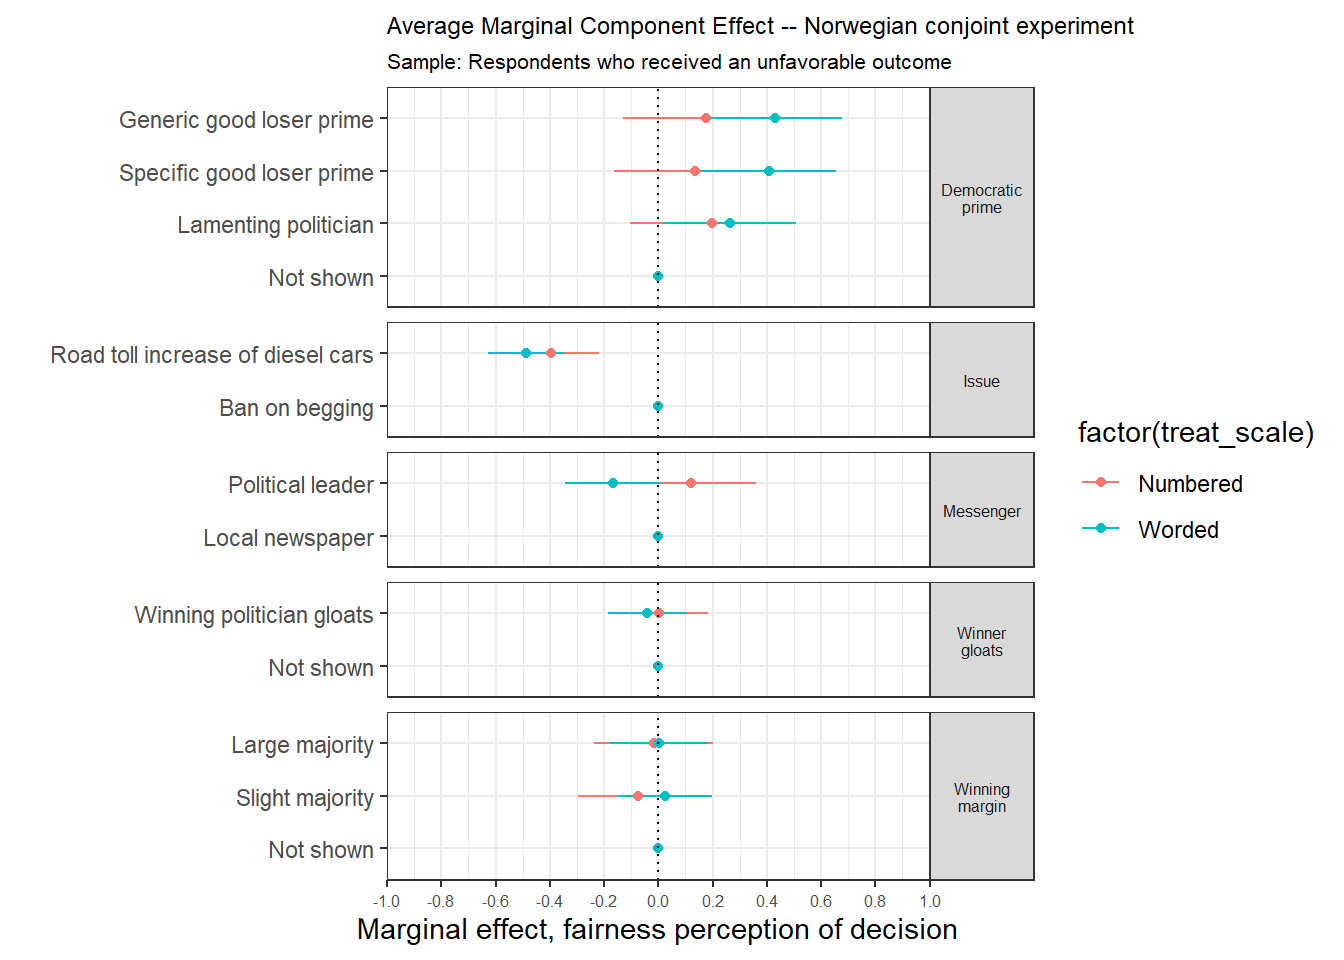 Average Marginal Component Effect -- Norwegian conjoint experiment
Sample: Respondents who received an unfavorable outcome
Generic good loser prime
Specific good loser prime
Lamenting politician
Not shown
Democratic
prime
Road toll increase of diesel cars
Ban on begging
Issue
Political leader
Local newspaper
Messenger
Winning politician gloats
Not shown
Winner
gloats
Large majority
Slight majority
Not shown
Winning
margin
-1.0 -0.8 -0.6 -0.4 -0.2 0.0 0.2 0.4 0.6 0.8 1.0
Marginal effect, fairness perception of decision
factor(treat_scale)
Numbered
Worded